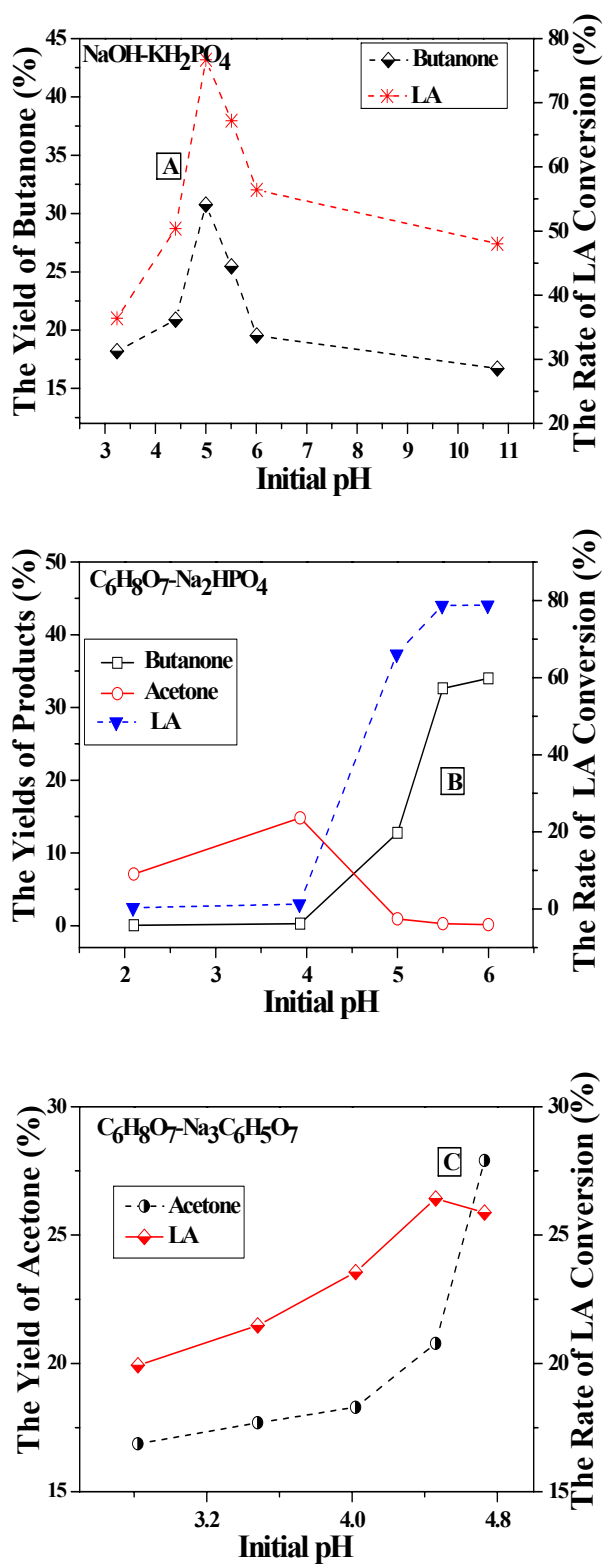 NaOH-KH2PO4
Butanone
LA
A
The Yield of Butanone (%)
45
40
35
30
25
20
15
The Rate of LA Conversion (%)
80
70
60
50
40
30
20
3 4 5 6 7 8 9 10 11
Initial pH
C6H8O7-Na2HPO4
Butanone
Acetone
LA
B
The Yields of Products (%)
50
40
30
20
10
0
The Rate of LA Conversion (%)
80
60
40
20
0
2 3 4 5 6
Initial pH
C6H8O7-Na3C6H5O7
C
Acetone
LA
The Yield of Acetone (%)
30
25
20
15
The Rate of LA Conversion (%)
30
25
20
15
3.2 4.0 4.8
Initial pH